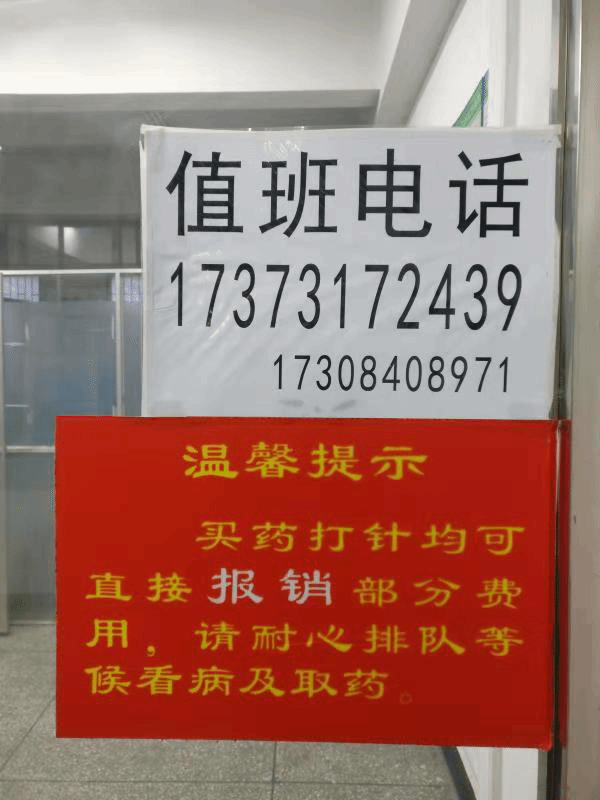 值班电话
17373172439
17308408971
温馨提示
买药打针均可
直接报销部分费
用，请耐心排队等
候看病及取药。